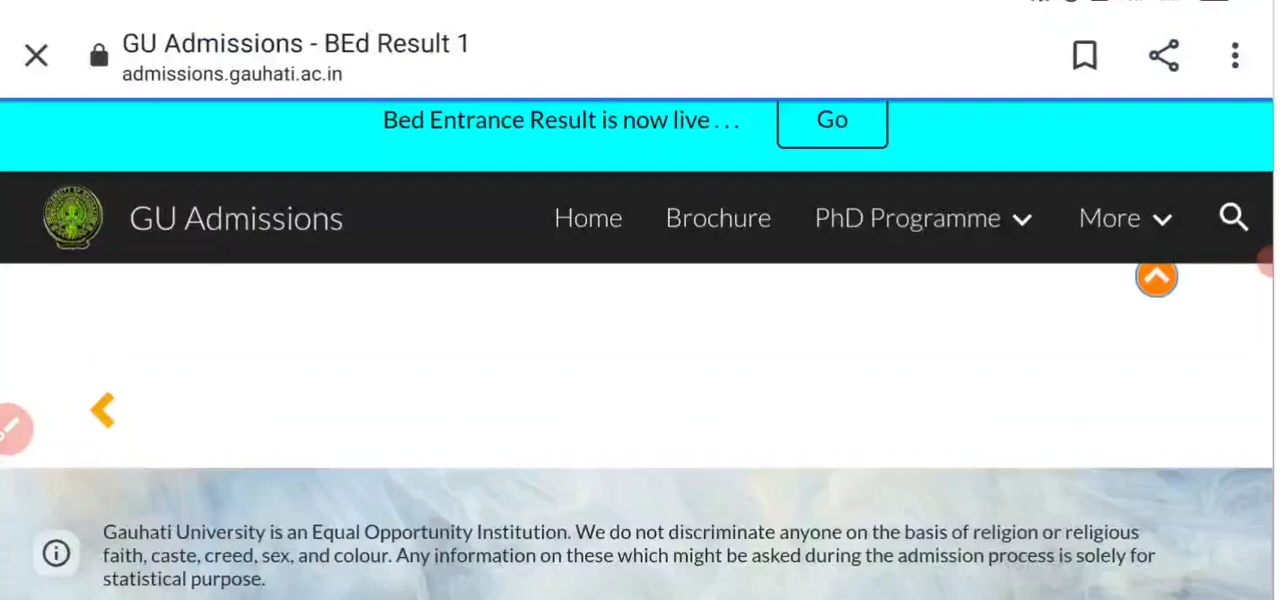 GU Admissions - BEd Result 1
admissions.gauhati.ac.in
Bed Entrance Result is now live . . .
Go
GU Admissions
Home
Brochure
PhD Programme
More
Gauhati University is an Equal Opportunity Institution. We do not discriminate anyone on the basis of religion or religious
faith, caste, creed, sex, and colour. Any information on these which might be asked during the admission process is solely for
statistical purpose.